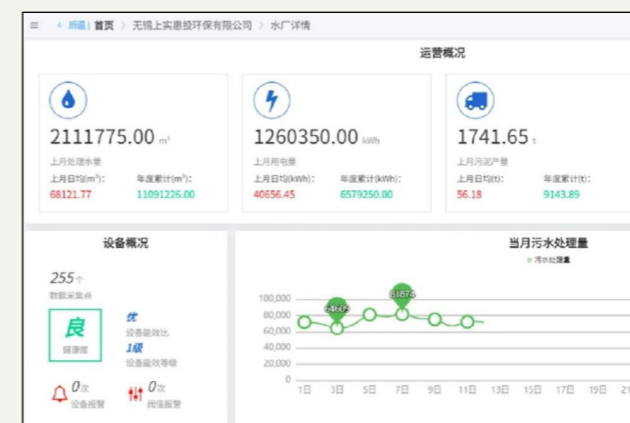 ← 后退 | 首页 > 无锡上实惠投环保有限公司 > 水厂详情
运营概况
2111775.00 m³
上月处理水量
上月日均(m³): 年度累计(m³):
68121.77 11091226.00
1260350.00 kWh
上月用电量
上月日均(kWh): 年度累计(kWh):
40656.45 6579250.00
1741.65 t
上月污泥产量
上月日均(t): 年度累计(t):
56.18 9143.89
设备概况
255个
数据采集点
良
健康度
优
设备能效比
1级
设备能效等级
0次
设备报警
0次
阈值报警
当月污水处理量
污水处理量
100,000
80,000
60,000
40,000
20,000
0
64609
81874
1日 3日 5日 7日 9日 11日 13日 15日 17日 19日 21